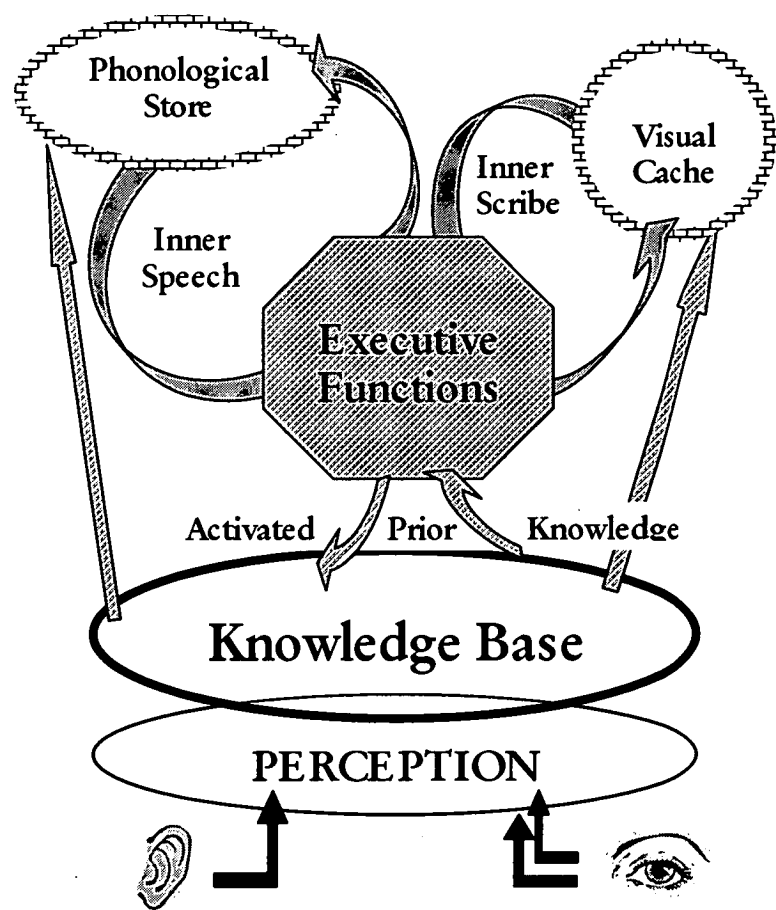 Phonological
Store
Visual
Cache
Inner
Scribe
Inner
Speech
Executive
Functions
Activated Prior Knowledge
Knowledge Base
PERCEPTION